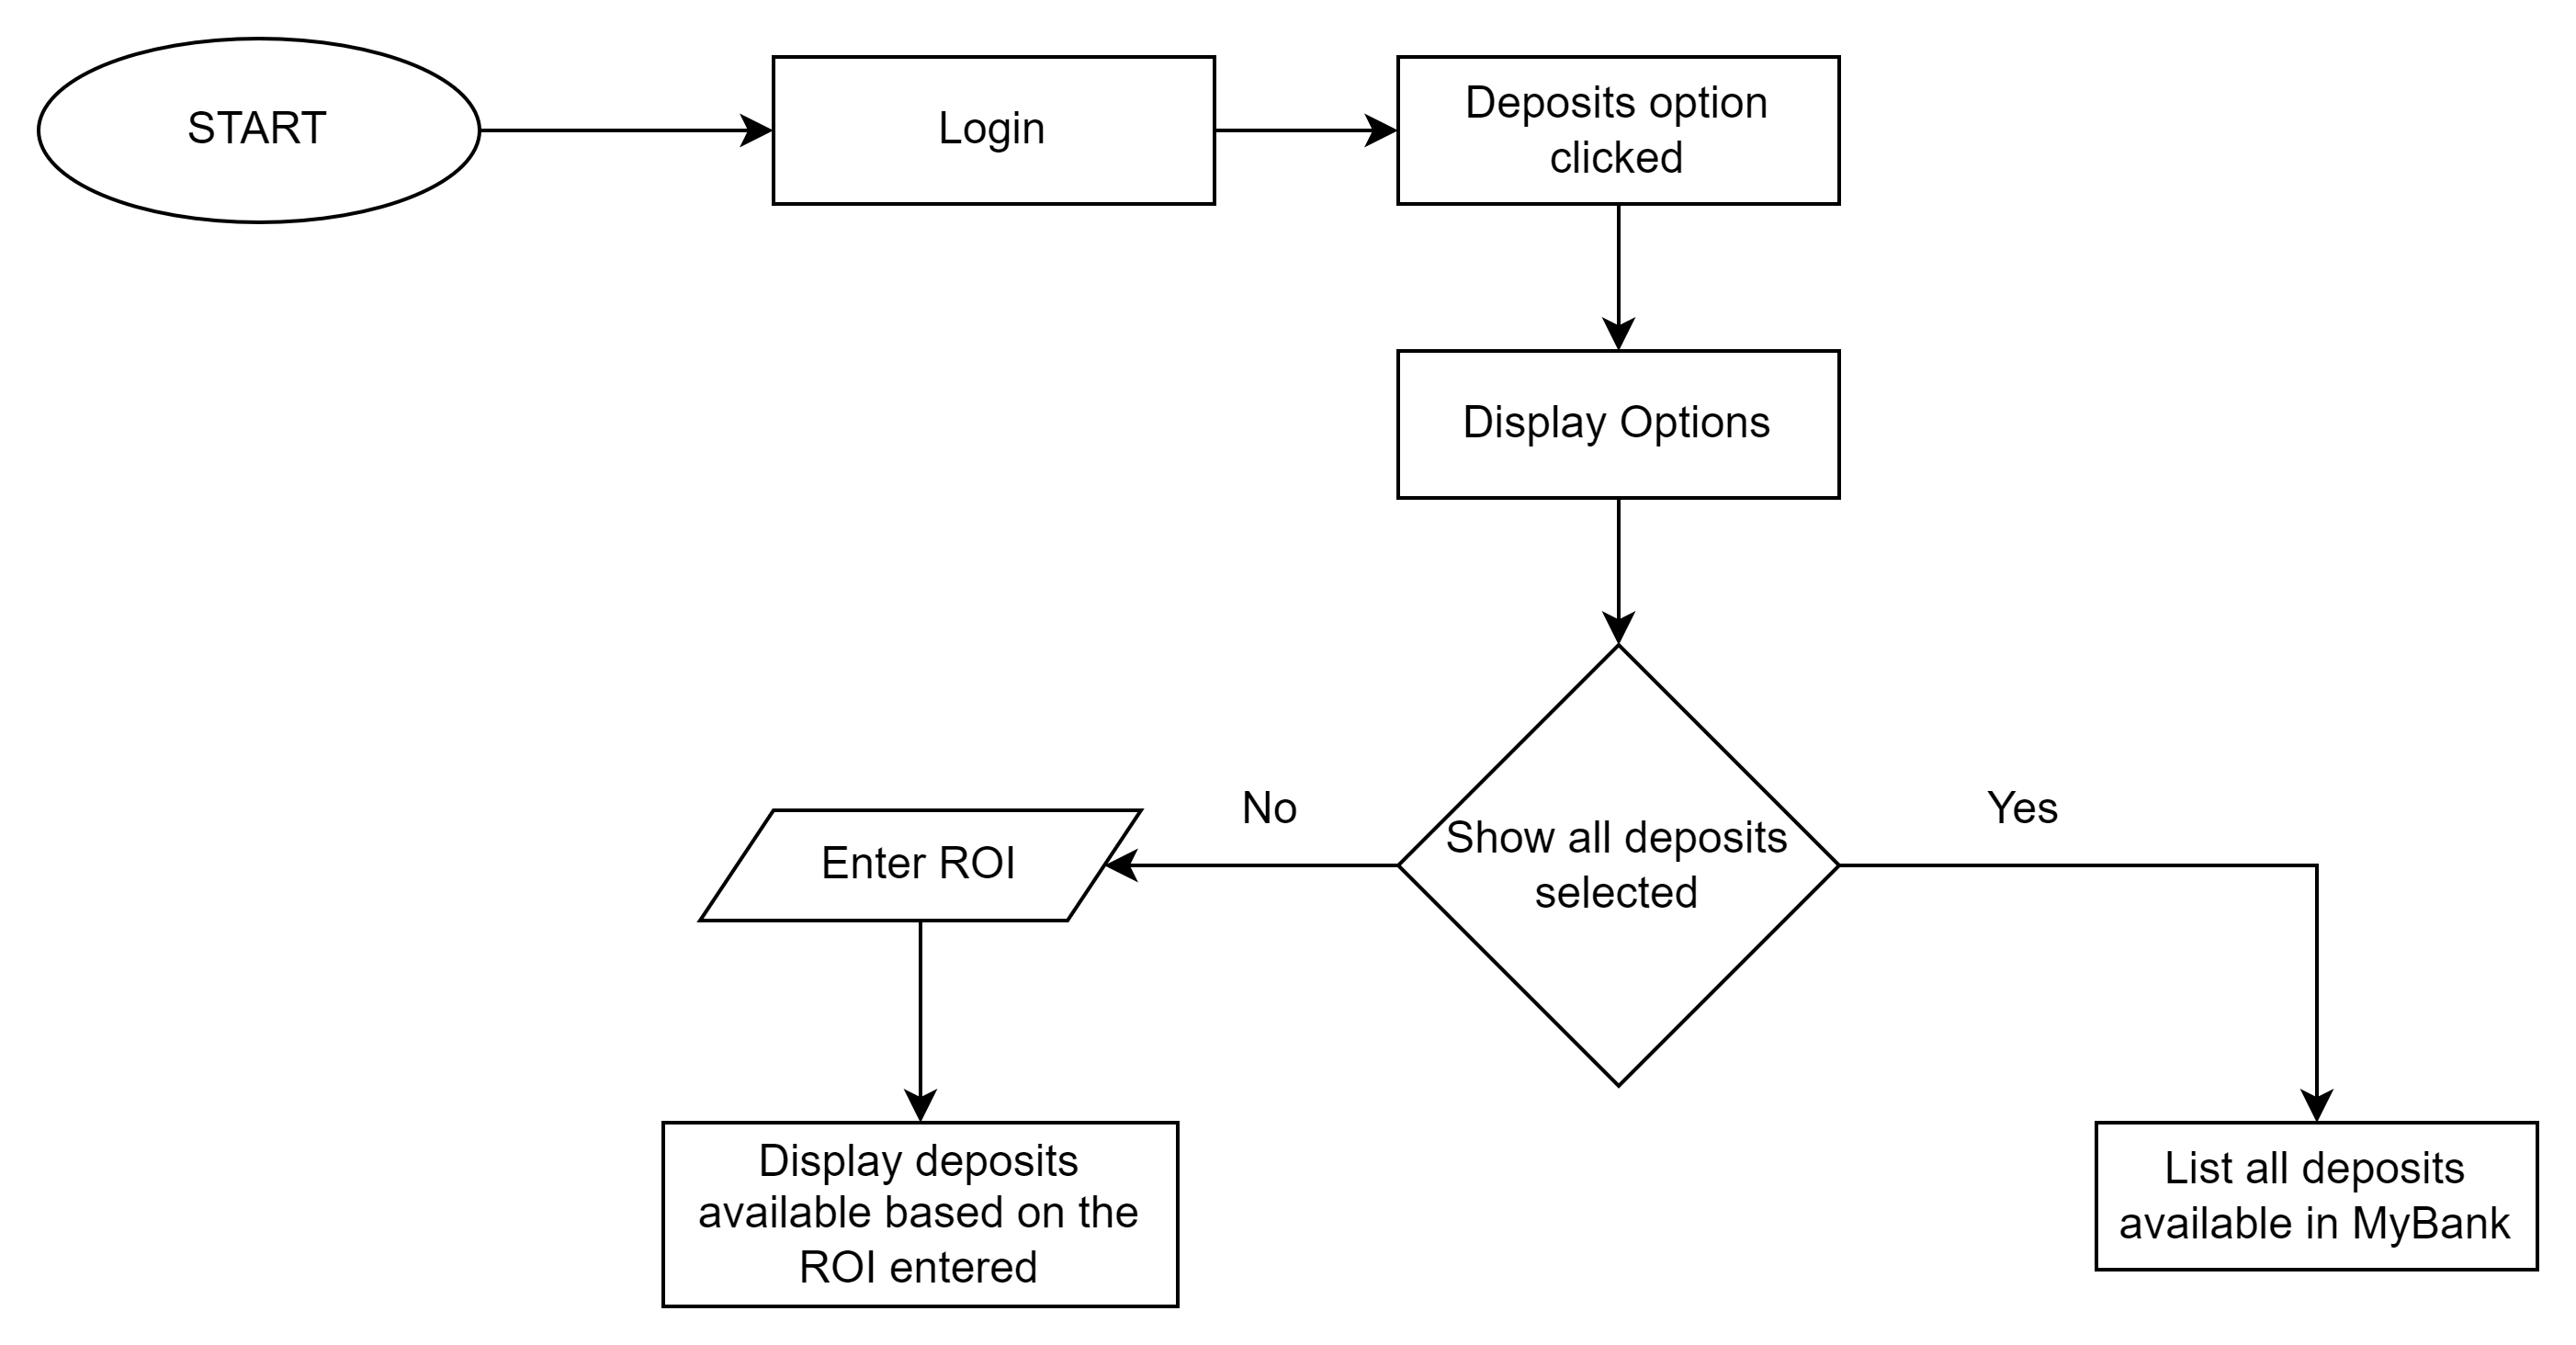 START
Login
Deposits option
clicked
Display Options
Show all deposits
selected
No
Yes
Enter ROI
Display deposits
available based on the
ROI entered
List all deposits
available in MyBank